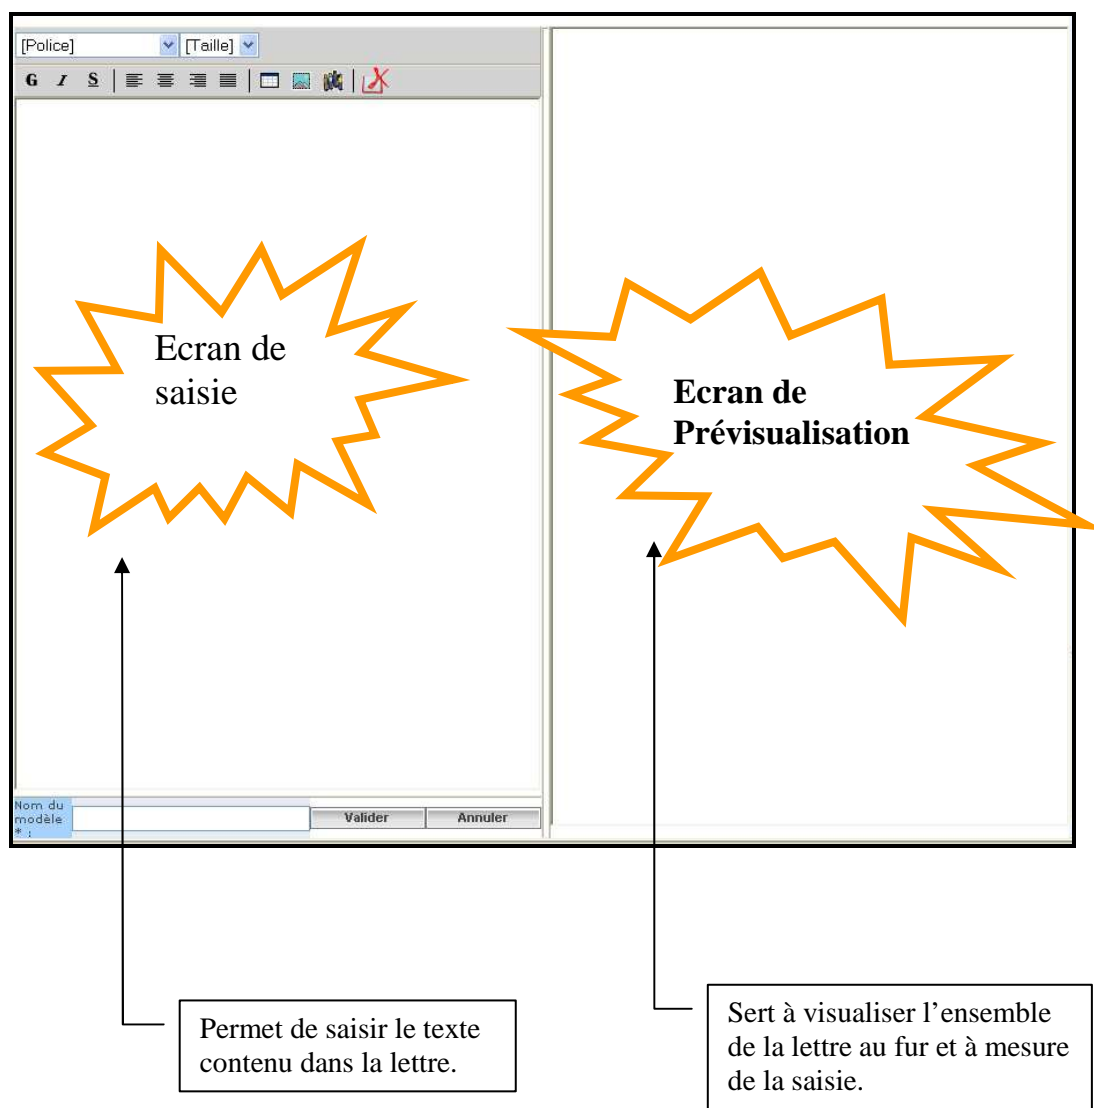 [Police] [Taille]
G I S
Ecran de
saisie
Ecran de
Prévisualisation
Nom du
modèle
* :
Valider Annuler
Permet de saisir le texte
contenu dans la lettre.
Sert à visualiser l’ensemble
de la lettre au fur et à mesure
de la saisie.